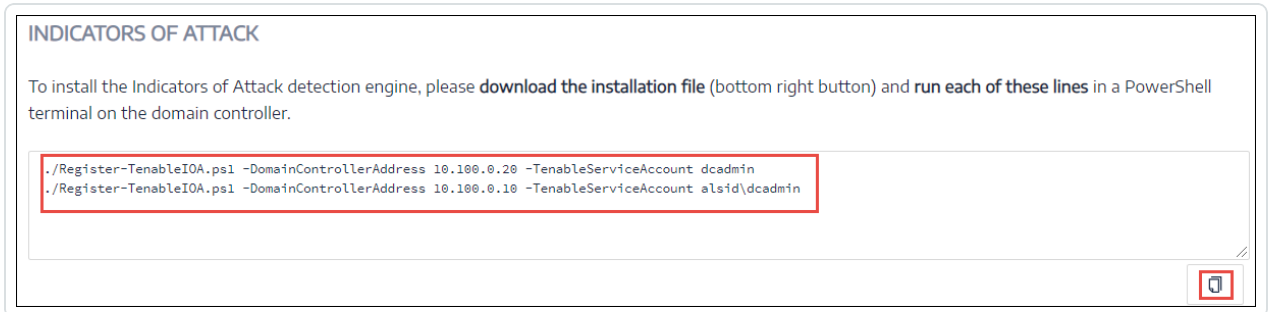 INDICATORS OF ATTACK
To install the Indicators of Attack detection engine, please download the installation file (bottom right button) and run each of these lines in a PowerShell
terminal on the domain controller.
./Register-TenableIOA.ps1 -DomainControllerAddress 10.100.0.20 -TenableServiceAccount dcadmin
./Register-TenableIOA.ps1 -DomainControllerAddress 10.100.0.10 -TenableServiceAccount alsid\dcadmin